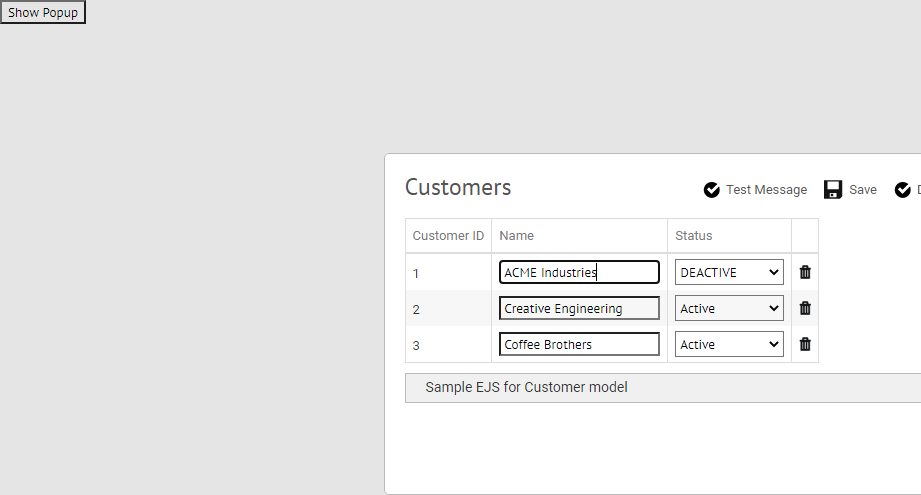 Show Popup
Customers
Test Message Save
Customer ID Name Status
1 ACME Industries DEACTIVE
2 Creative Engineering Active
3 Coffee Brothers Active
Sample EJS for Customer model